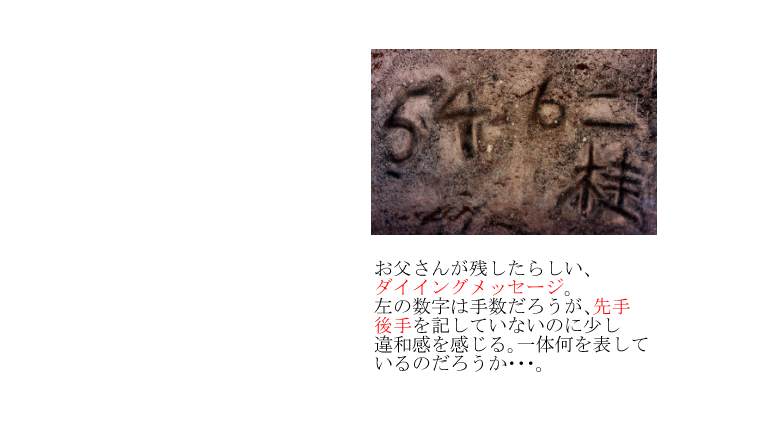 54 6二
桂
お父さんが残したらしい、
ダイイングメッセージ。
左の数字は手数だろうが、先手
後手を記していないのに少し
違和感を感じる。一体何を表して
いるのだろうか・・・。